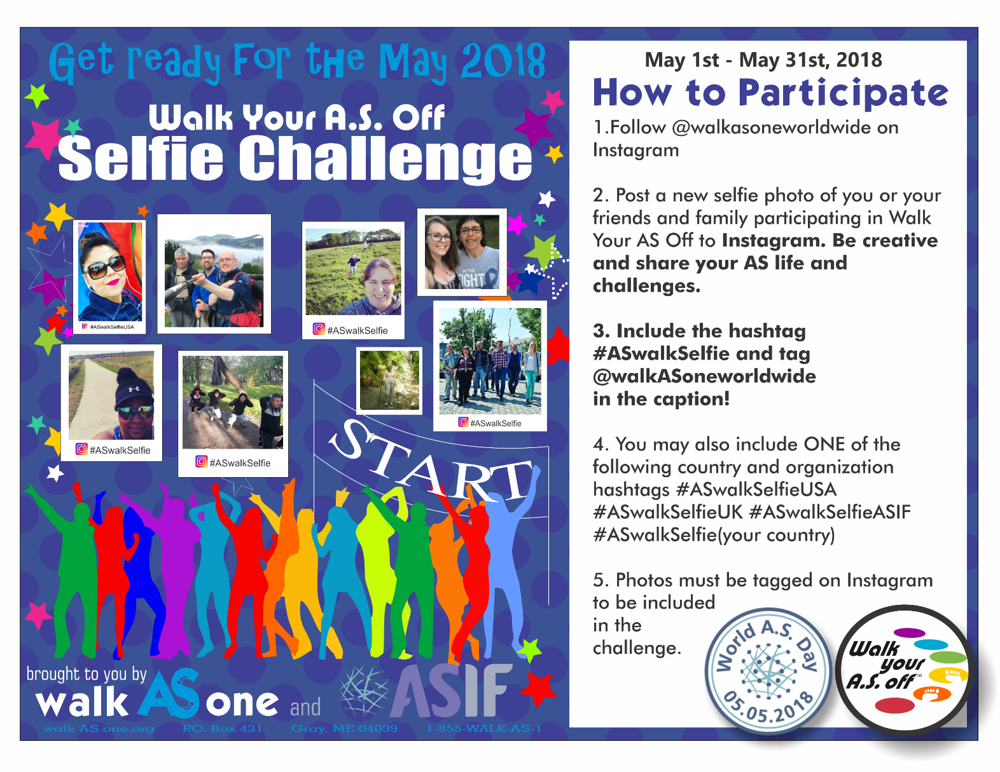 Get ready For tHe May 2018
Walk Your A.S. Off
Selfie Challenge
#ASwalkSelfieUSA
#ASwalkSelfie
IN THE
FIGHT
#ASwalkSelfie
#ASwalkSelfie
#ASwalkSelfie
START
brought to you by
walk AS one and ASIF
walk AS one.org P.O. Box 431 Gray, ME 04039 1-855-WALK-AS-1
May 1st - May 31st, 2018
How to Participate
1.Follow @walkasoneworldwide on
Instagram
2. Post a new selfie photo of you or your
friends and family participating in Walk
Your AS Off to Instagram. Be creative
and share your AS life and
challenges.
3. Include the hashtag
#ASwalkSelfie and tag
@walkASoneworldwide
in the caption!
4. You may also include ONE of the
following country and organization
hashtags #ASwalkSelfieUSA
#ASwalkSelfieUK #ASwalkSelfieASIF
#ASwalkSelfie(your country)
5. Photos must be tagged on Instagram
to be included
in the
challenge.
World A.S. Day
05.05.2018
Walk
your
A.S. off™